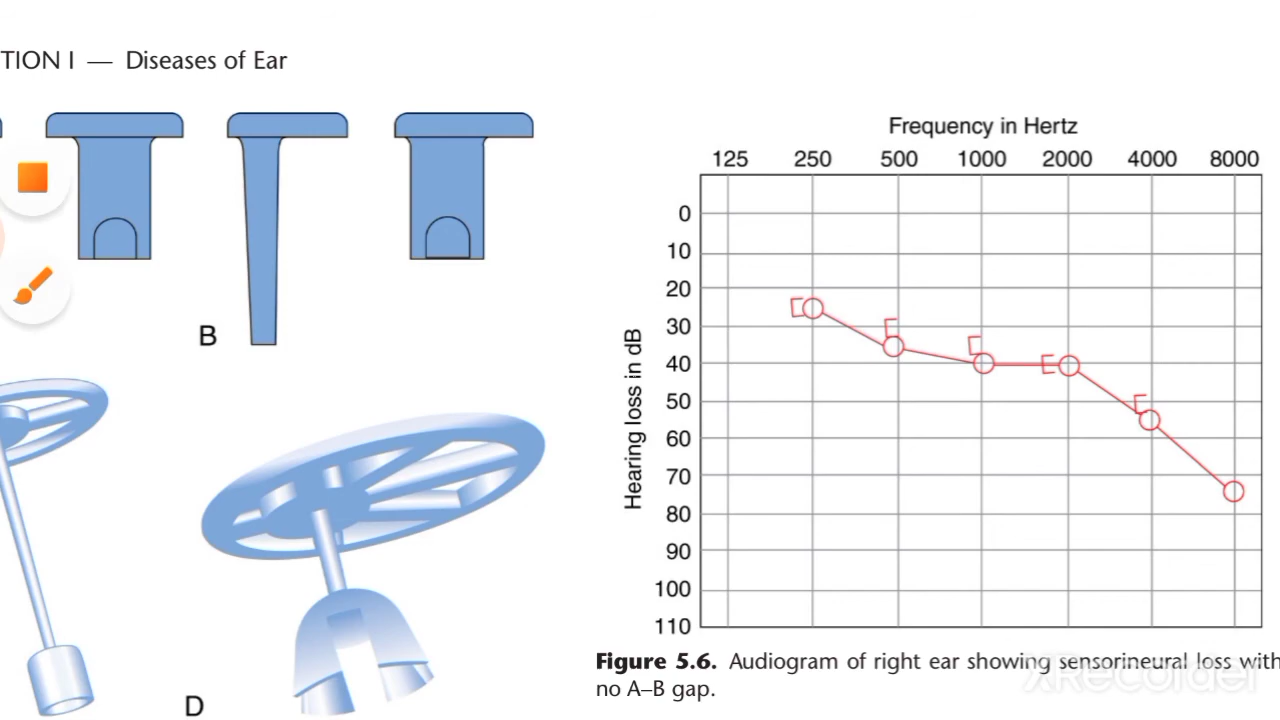 TION I — Diseases of Ear
B
D
Frequency in Hertz
125 250 500 1000 2000 4000 8000
Hearing loss in dB
0
10
20
30
40
50
60
70
80
90
100
110
Figure 5.6. Audiogram of right ear showing sensorineural loss with
no A–B gap.
XRecorder